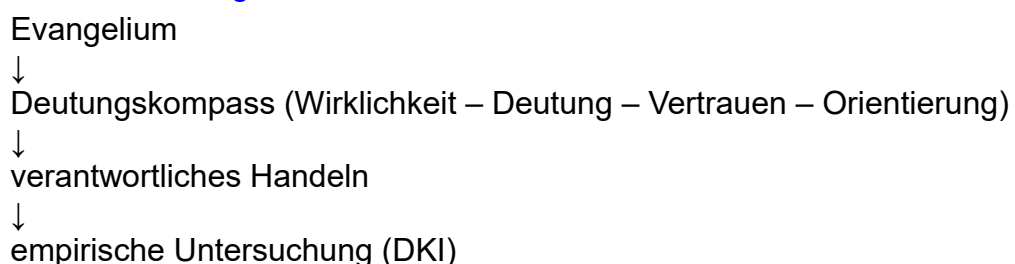 Evangelium
↓
Deutungskompass (Wirklichkeit – Deutung – Vertrauen – Orientierung)
↓
verantwortliches Handeln
↓
empirische Untersuchung (DKI)